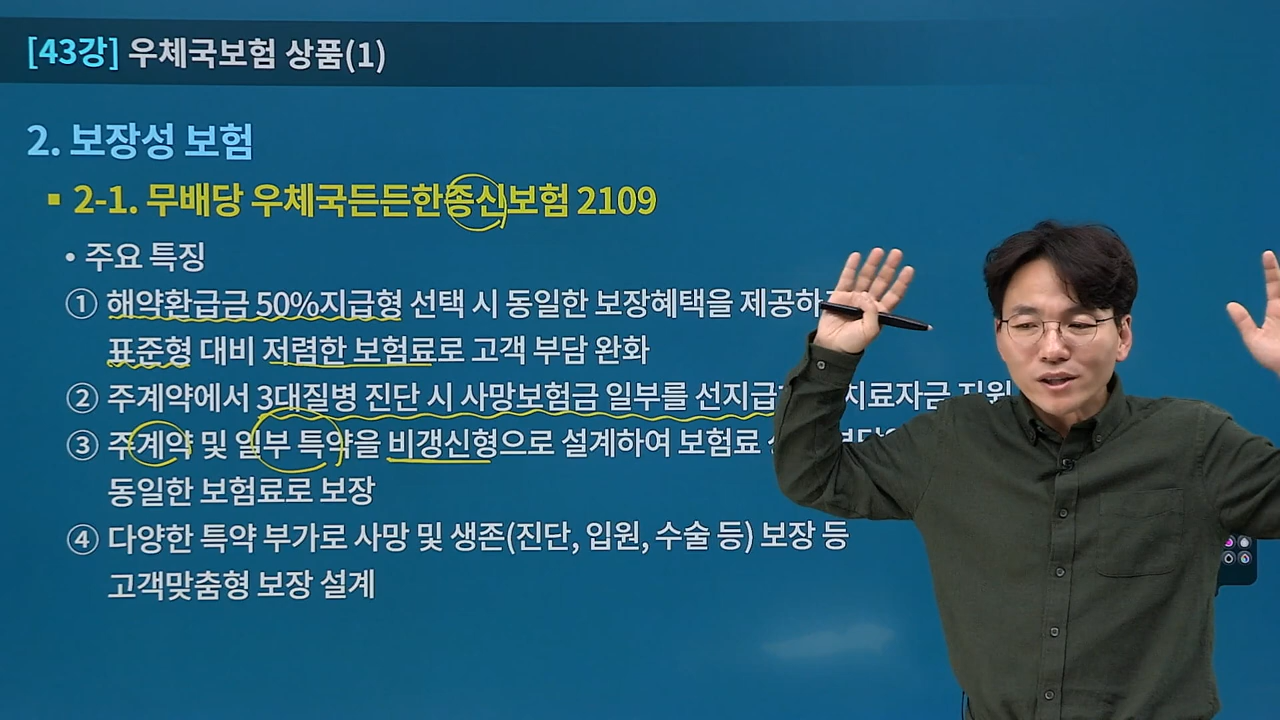 [43강] 우체국보험 상품(1)
2. 보장성 보험
▪ 2-1. 무배당 우체국든든한종신보험 2109
• 주요 특징
① 해약환급금 50%지급형 선택 시 동일한 보장혜택을 제공하
표준형 대비 저렴한 보험료로 고객 부담 완화
② 주계약에서 3대질병 진단 시 사망보험금 일부를 선지급 치료자금 지원
③ 주계약 및 일부 특약을 비갱신형으로 설계하여 보험료
동일한 보험료로 보장
④ 다양한 특약 부가로 사망 및 생존(진단, 입원, 수술 등) 보장 등
고객맞춤형 보장 설계